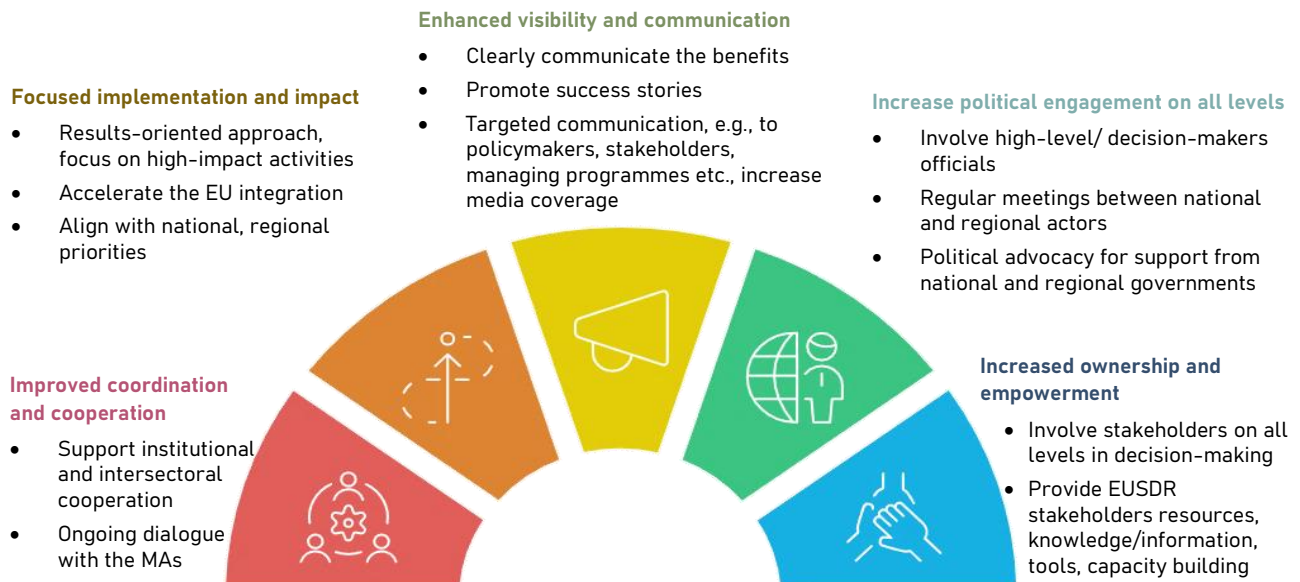 Improved coordination
and cooperation
• Support institutional
and intersectoral
cooperation
• Ongoing dialogue
with the MAs
Focused implementation and impact
• Results-oriented approach,
focus on high-impact activities
• Accelerate the EU integration
• Align with national, regional
priorities
Enhanced visibility and communication
• Clearly communicate the benefits
• Promote success stories
• Targeted communication, e.g., to
policymakers, stakeholders,
managing programmes etc., increase
media coverage
Increase political engagement on all levels
• Involve high-level/ decision-makers
officials
• Regular meetings between national
and regional actors
• Political advocacy for support from
national and regional governments
Increased ownership and
empowerment
• Involve stakeholders on all
levels in decision-making
• Provide EUSDR
stakeholders resources,
knowledge/information,
tools, capacity building